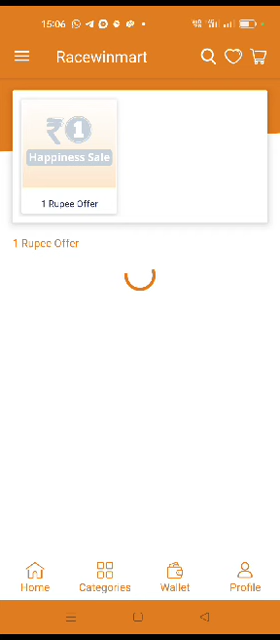 15:06
Racewinmart
₹1
Happiness Sale
1 Rupee Offer
1 Rupee Offer
Home Categories Wallet Profile